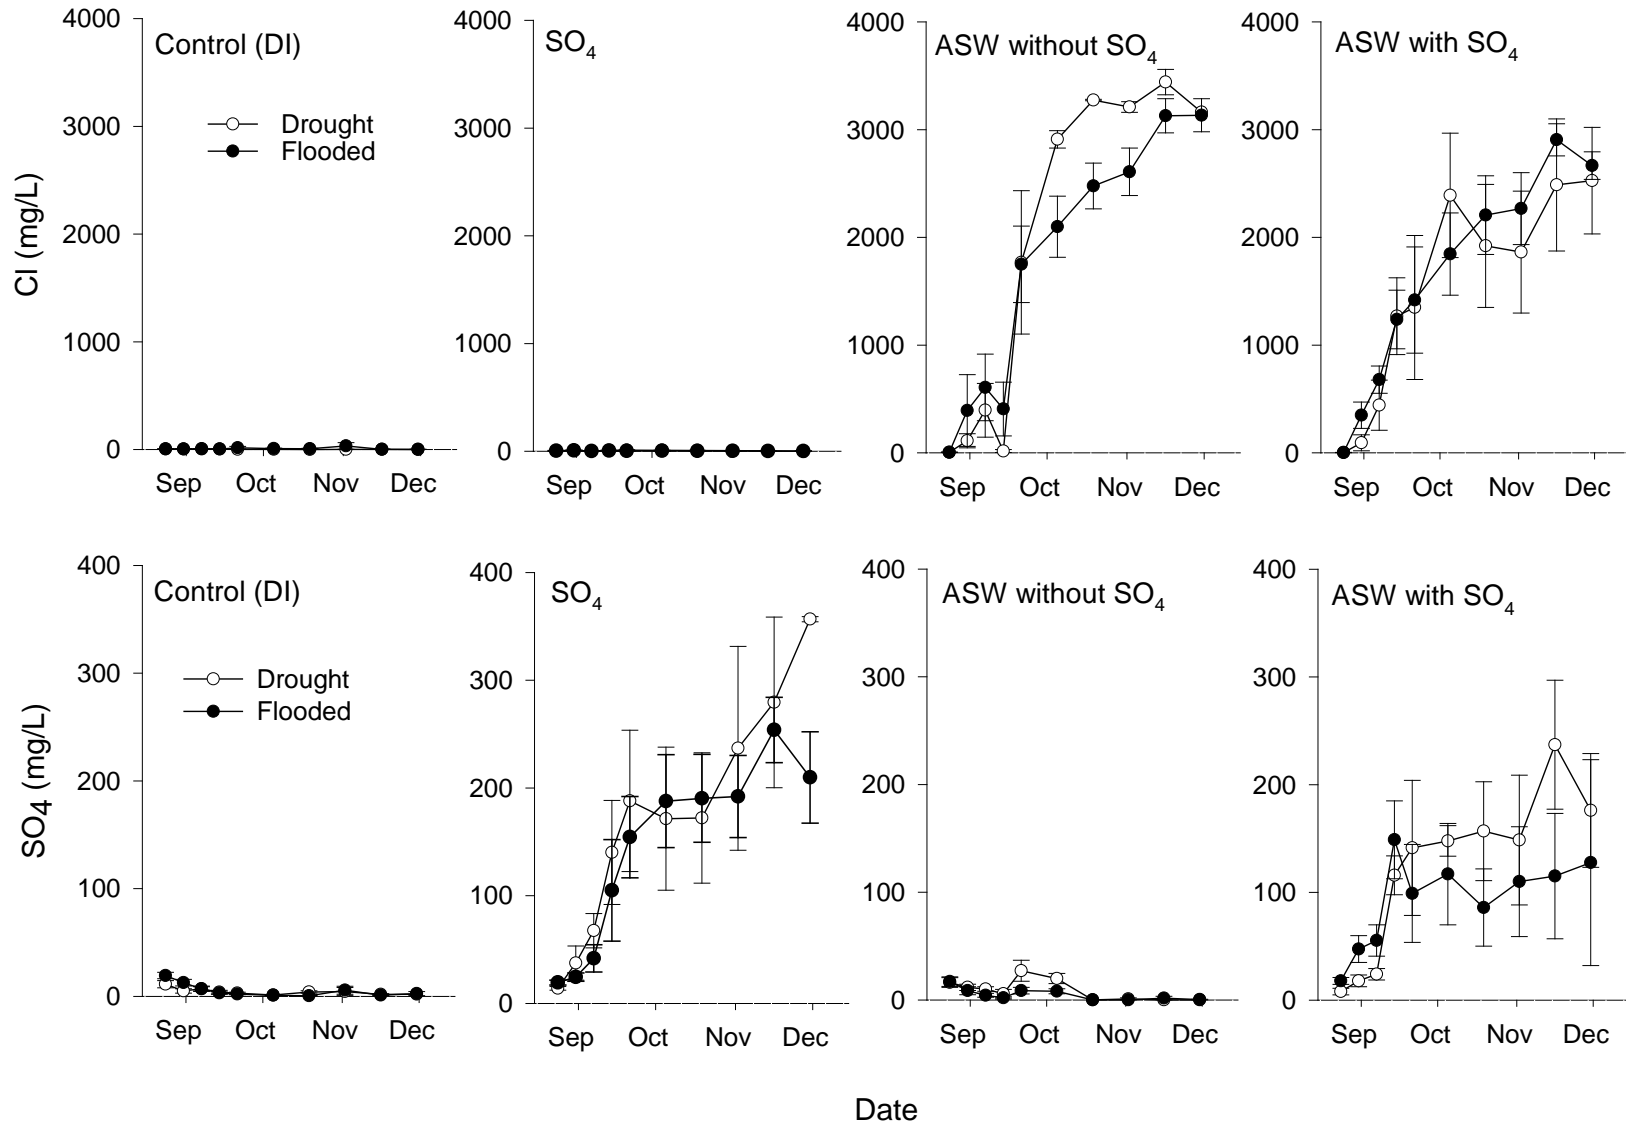 Control (DI)
SO4
ASW without SO4
ASW with SO4
Drought
Flooded
Cl (mg/L)
4000
3000
2000
1000
0
4000
3000
2000
1000
0
4000
3000
2000
1000
0
4000
3000
2000
1000
0
Sep Oct Nov Dec
Sep Oct Nov Dec
Sep Oct Nov Dec
Sep Oct Nov Dec
Control (DI)
SO4
ASW without SO4
ASW with SO4
Drought
Flooded
SO4 (mg/L)
400
300
200
100
0
400
300
200
100
0
400
300
200
100
0
400
300
200
100
0
Sep Oct Nov Dec
Sep Oct Nov Dec
Sep Oct Nov Dec
Sep Oct Nov Dec
Date